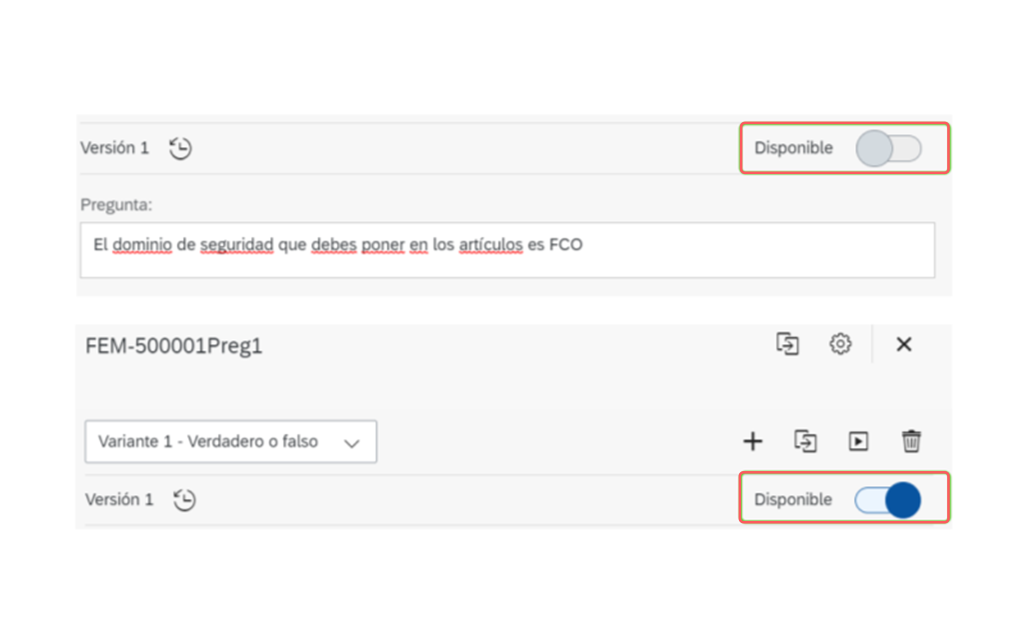 Versión 1
Disponible
Pregunta:
El dominio de seguridad que debes poner en los artículos es FCO
FEM-500001Preg1
Variante 1 - Verdadero o falso
Versión 1
Disponible